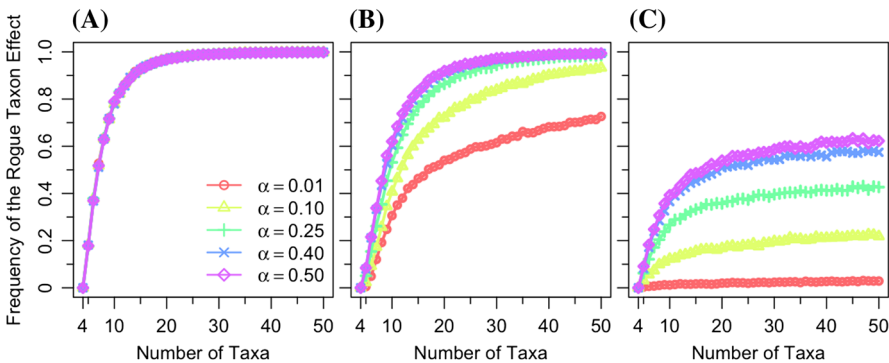 (A) (B) (C)
Frequency of the Rogue Taxon Effect
1.0
0.8
0.6
0.4
0.2
0
α = 0.01
α = 0.10
α = 0.25
α = 0.40
α = 0.50
4 10 20 30 40 50 4 10 20 30 40 50 4 10 20 30 40 50
Number of Taxa Number of Taxa Number of Taxa